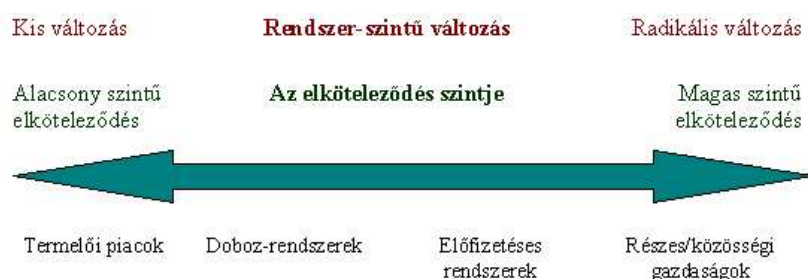 Kis változás Rendszer-szintű változás Radikális változás
Alacsony szintű Az elköteleződés szintje Magas szintű
elköteleződés elköteleződés
Termelői piacok Doboz-rendszerek Előfizetéses Részes/közösségi
rendszerek gazdaságok